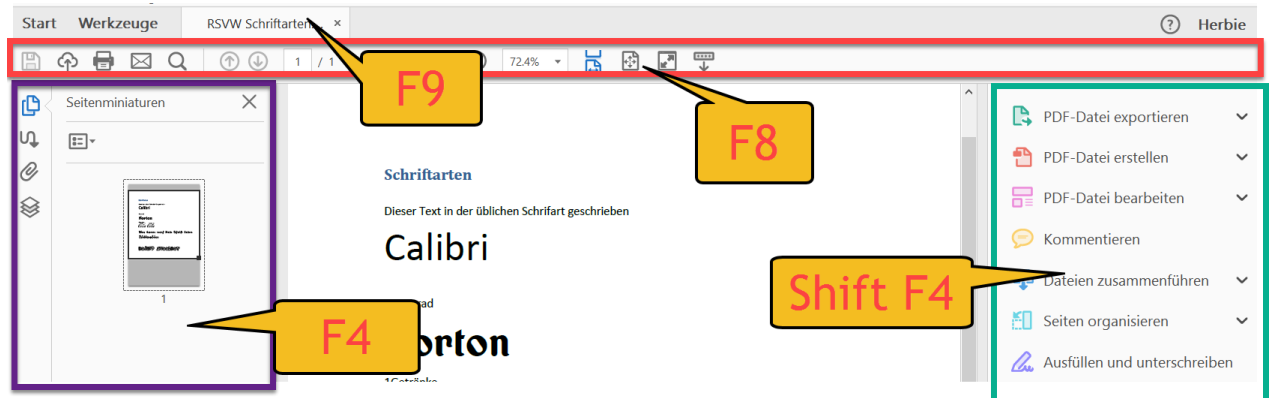 Start Werkzeuge RSVW Schriftarten... × ? Herbie
1 / 1 72.4%
F9
F8
Seitenminiaturen
1
F4
Schriftarten
Dieser Text in der üblichen Schrifart geschrieben
Calibri
rad
orton
1Getränke
Shift F4
PDF-Datei exportieren
PDF-Datei erstellen
PDF-Datei bearbeiten
Kommentieren
Dateien zusammenführen
Seiten organisieren
Ausfüllen und unterschreiben